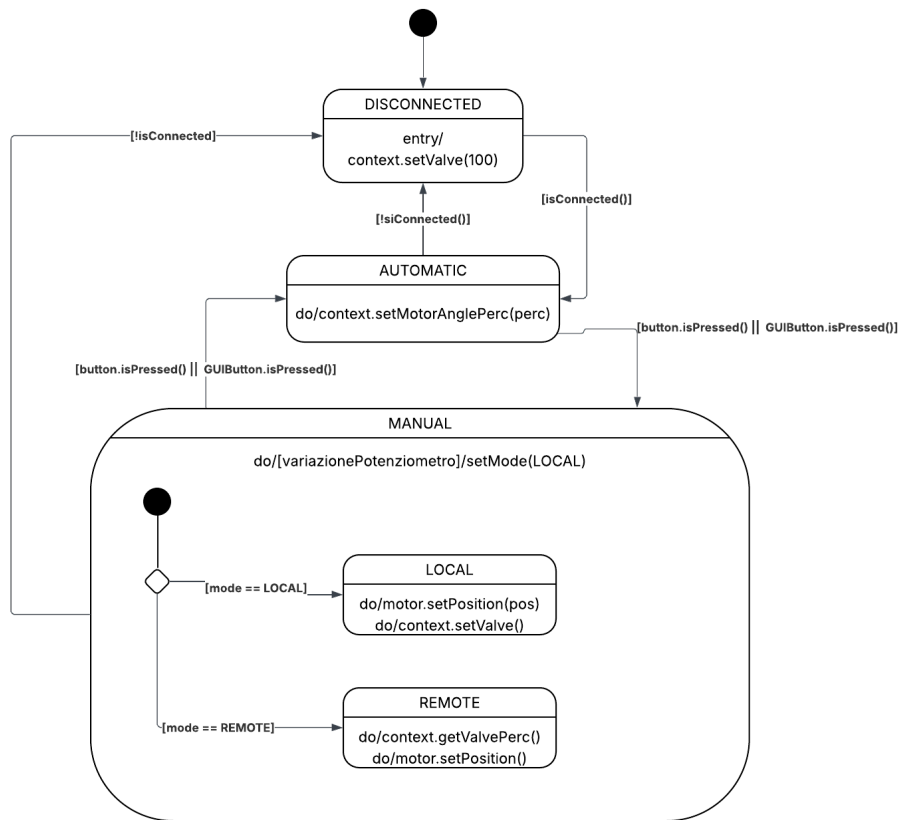 DISCONNECTED
entry/
context.setValve(100)
[!isConnected]
[isConnected()]
[!siConnected()]
AUTOMATIC
do/context.setMotorAnglePerc(perc)
[button.isPressed() || GUIButton.isPressed()]
[button.isPressed() || GUIButton.isPressed()]
MANUAL
do/[variazionePotenziometro]/setMode(LOCAL)
LOCAL
[mode == LOCAL]
do/motor.setPosition(pos)
do/context.setValve()
REMOTE
[mode == REMOTE]
do/context.getValvePerc()
do/motor.setPosition()